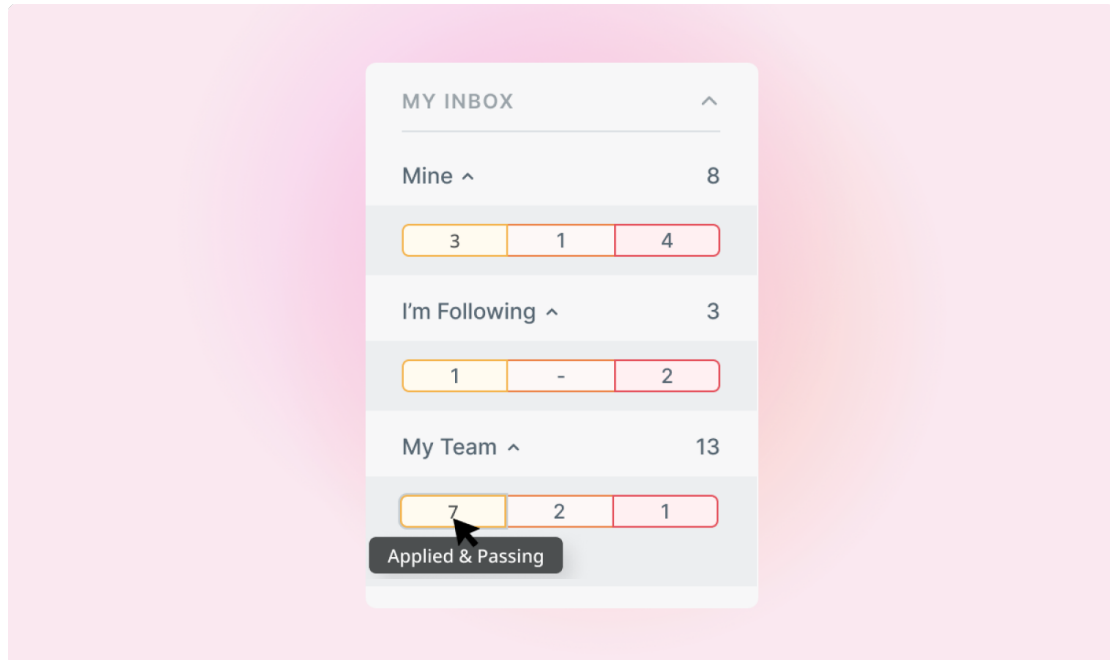 MY INBOX
Mine 8
3 1 4
I'm Following 3
1 - 2
My Team 13
7 2 1
Applied & Passing